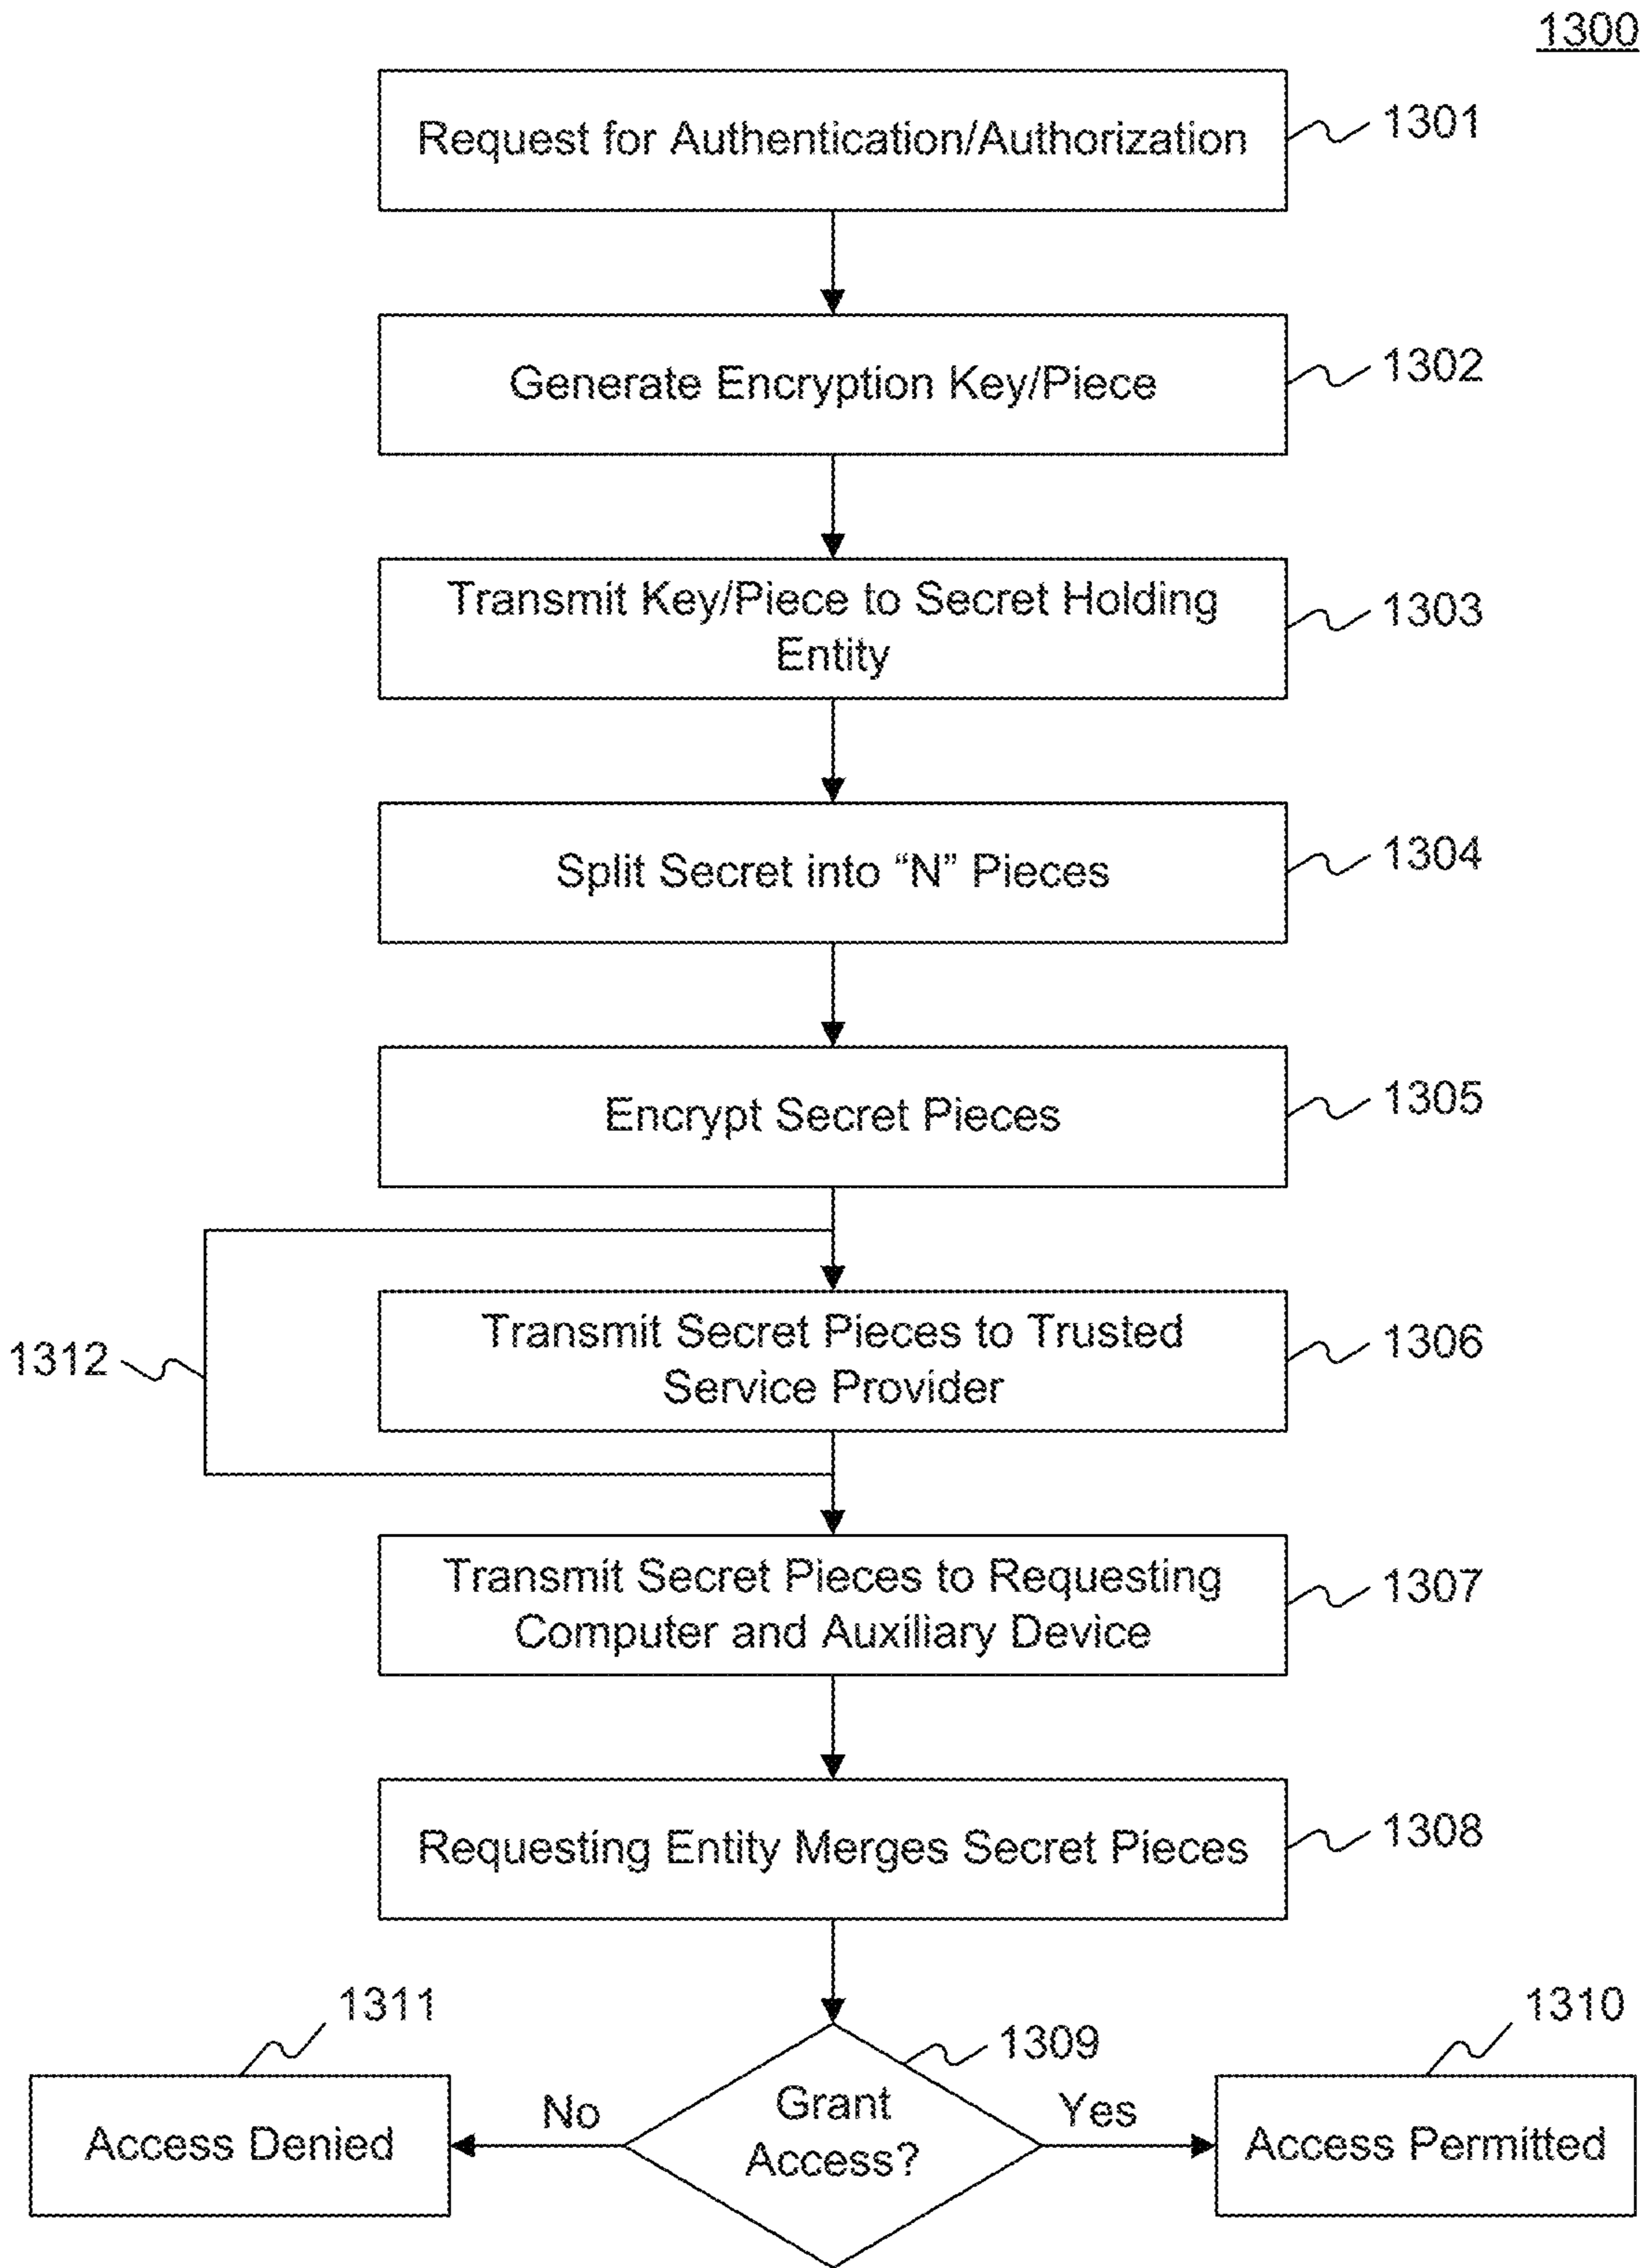 1300
Request for Authentication/Authorization
1301
Generate Encryption Key/Piece
1302
Transmit Key/Piece to Secret Holding
Entity
1303
Split Secret into “N” Pieces
1304
Encrypt Secret Pieces
1305
Transmit Secret Pieces to Trusted
Service Provider
1306
1312
Transmit Secret Pieces to Requesting
Computer and Auxiliary Device
1307
Requesting Entity Merges Secret Pieces
1308
1311
1309
1310
Access Denied
No
Grant
Access?
Yes
Access Permitted